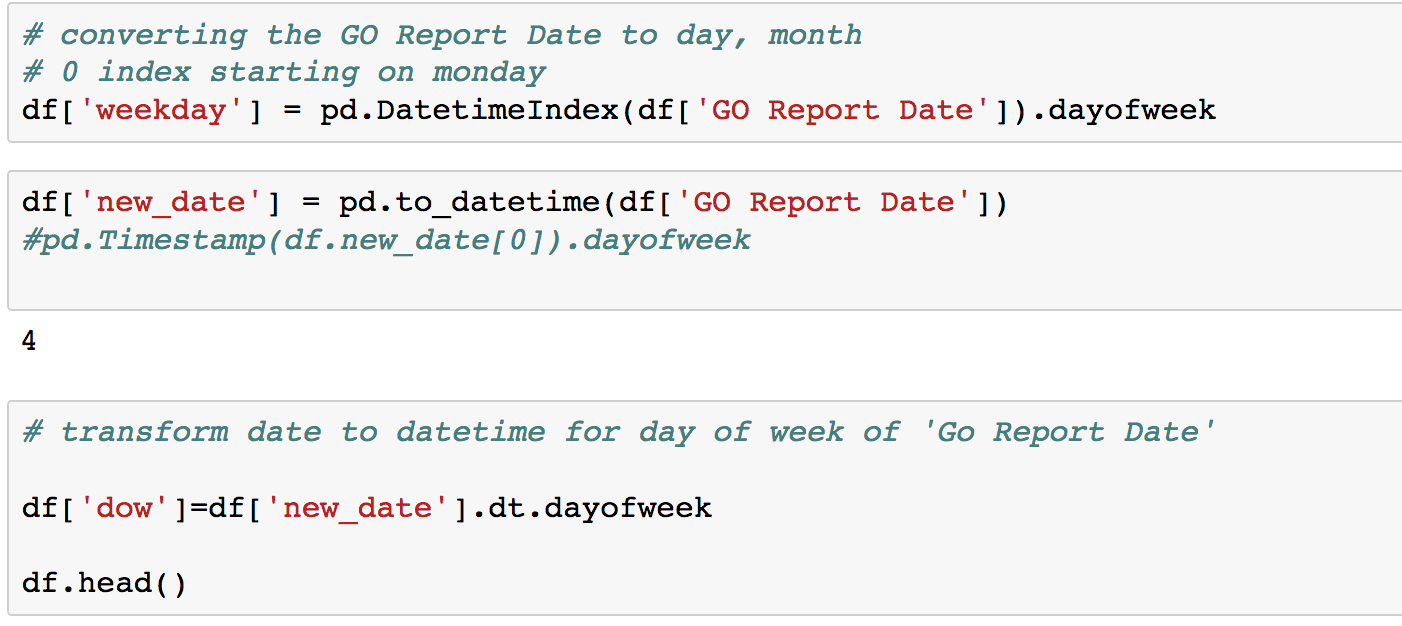 # converting the GO Report Date to day, month
# 0 index starting on monday
df['weekday'] = pd.DatetimeIndex(df['GO Report Date']).dayofweek
df['new_date'] = pd.to_datetime(df['GO Report Date'])
#pd.Timestamp(df.new_date[0]).dayofweek
4
# transform date to datetime for day of week of 'Go Report Date'
df['dow']=df['new_date'].dt.dayofweek
df.head()